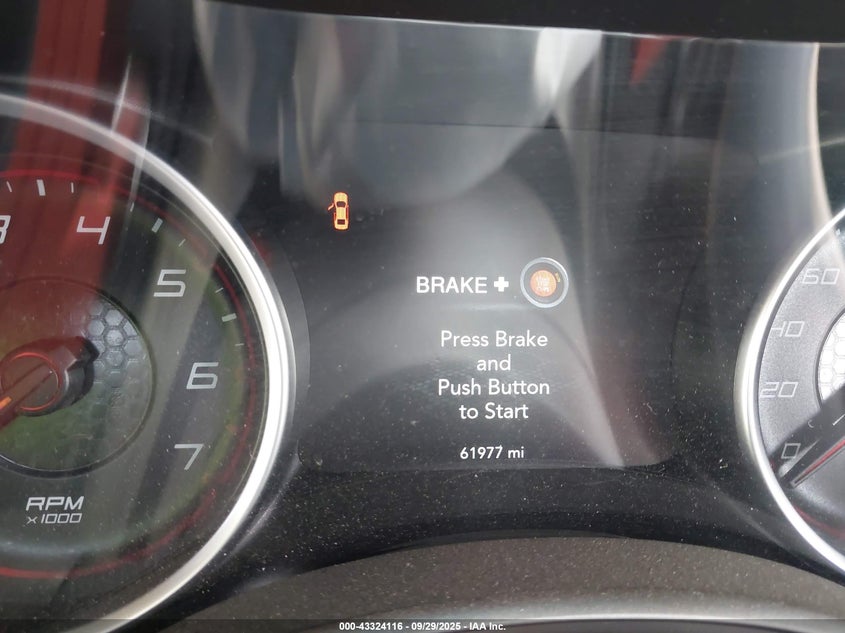 3
4
5
6
7
RPM
x1000
BRAKE +
Press Brake
and
Push Button
to Start
61977 mi
60
40
20
0
000-43324116 - 09/29/2025 - IAA Inc.